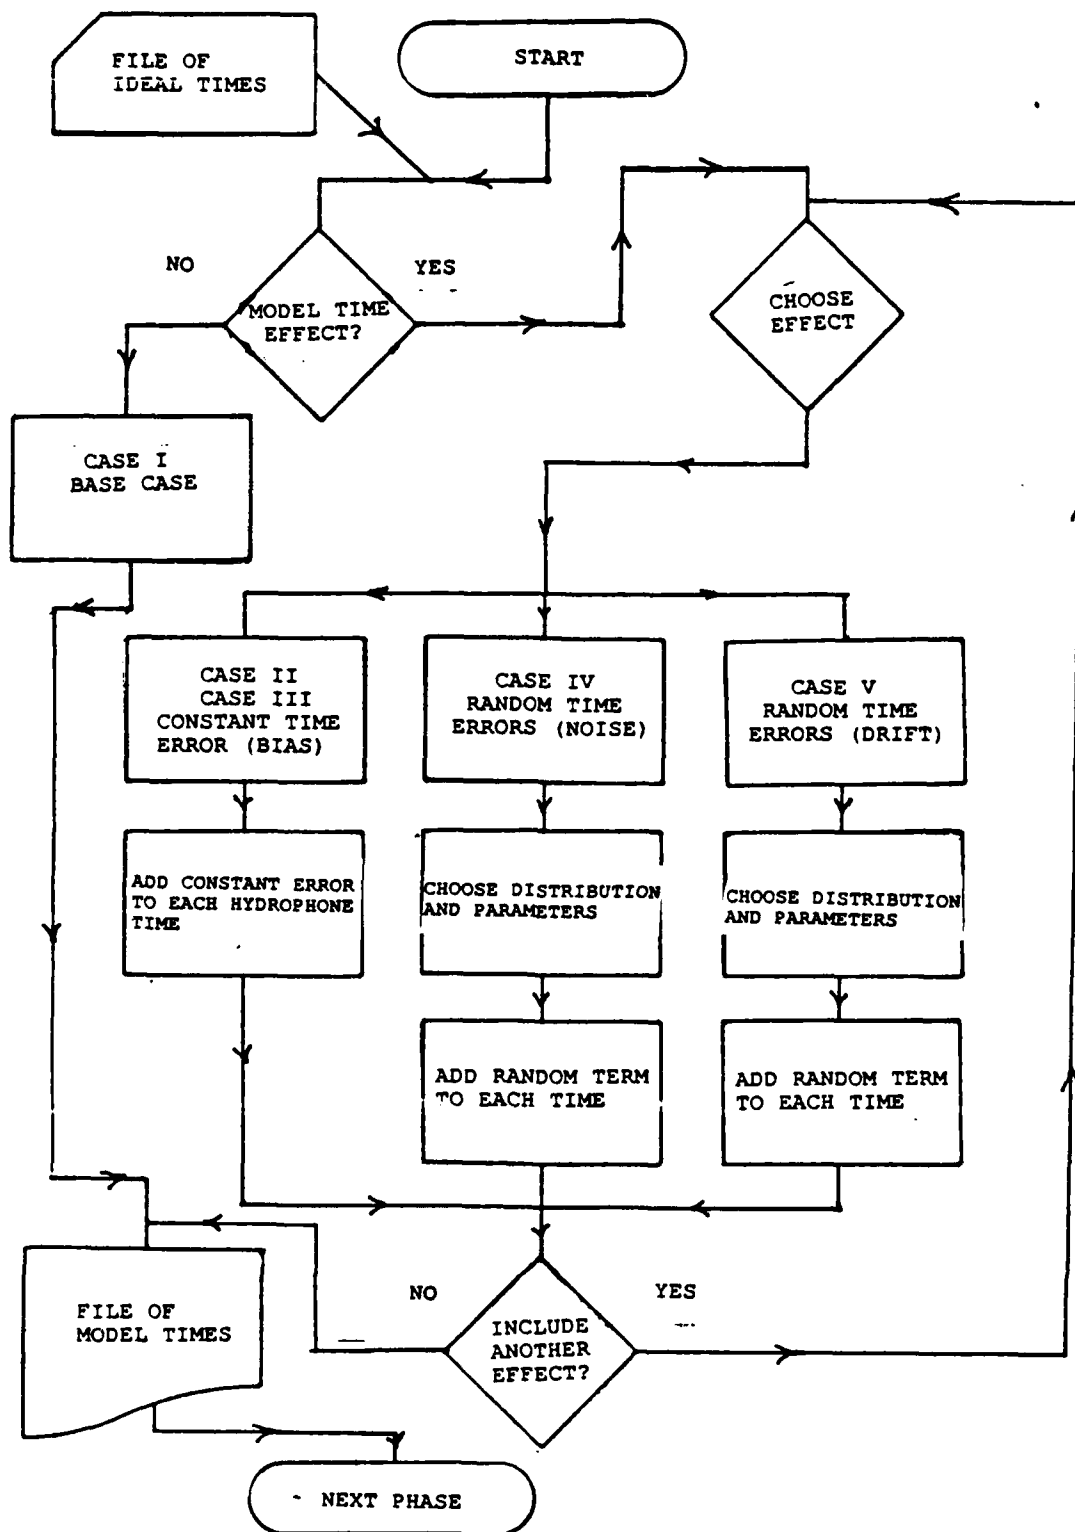 FILE OF
IDEAL TIMES
START
NO
YES
MODEL TIME
EFFECT?
CHOOSE
EFFECT
CASE I
BASE CASE
CASE II
CASE III
CONSTANT TIME
ERROR (BIAS)
CASE IV
RANDOM TIME
ERRORS (NOISE)
CASE V
RANDOM TIME
ERRORS (DRIFT)
ADD CONSTANT ERROR
TO EACH HYDROPHONE
TIME
CHOOSE DISTRIBUTION
AND PARAMETERS
CHOOSE DISTRIBUTION
AND PARAMETERS
ADD RANDOM TERM
TO EACH TIME
ADD RANDOM TERM
TO EACH TIME
FILE OF
MODEL TIMES
NO
YES
INCLUDE
ANOTHER
EFFECT?
NEXT PHASE